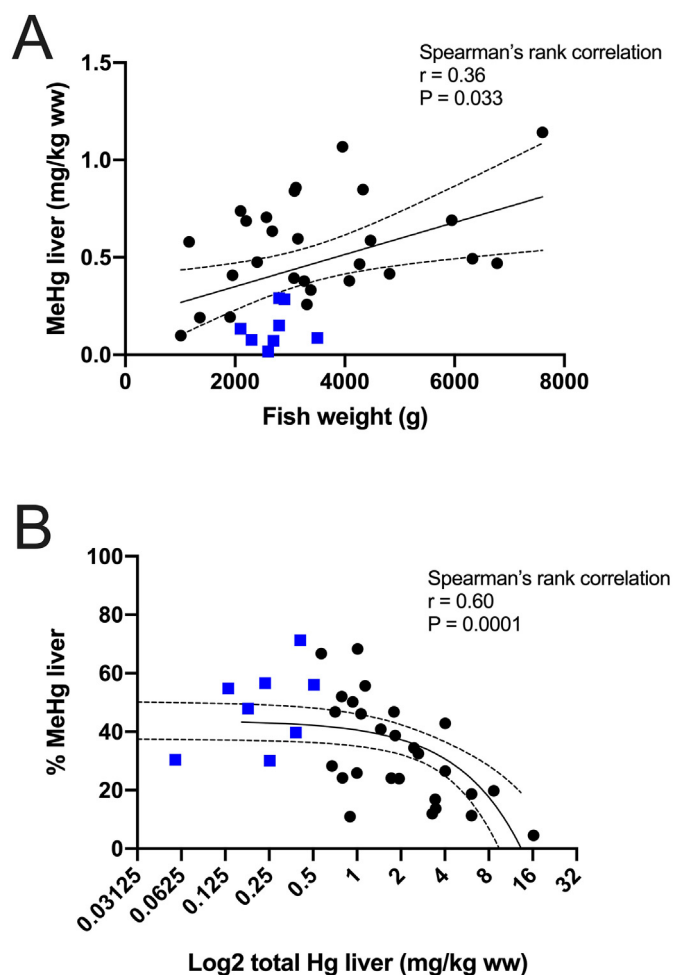 A
Spearman's rank correlation
r = 0.36
P = 0.033
MeHg liver (mg/kg ww)
1.5
1.0
0.5
0.0
0 2000 4000 6000 8000
Fish weight (g)
B
Spearman's rank correlation
r = 0.60
P = 0.0001
% MeHg liver
100
80
60
40
20
0
0.03125 0.0625 0.125 0.25 0.5 1 2 4 8 16 32
Log2 total Hg liver (mg/kg ww)